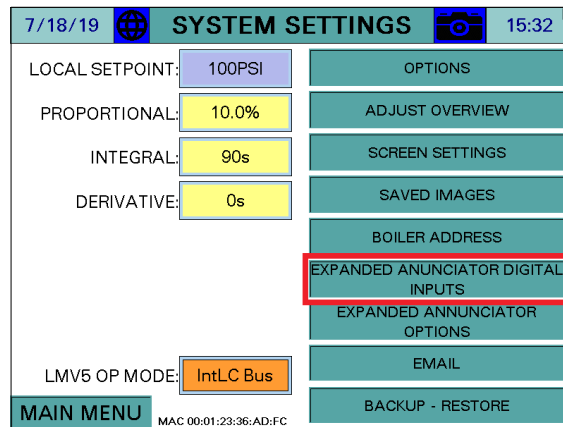 7/18/19 SYSTEM SETTINGS 15:32
LOCAL SETPOINT: 100PSI
PROPORTIONAL: 10.0%
INTEGRAL: 90s
DERIVATIVE: 0s
LMV5 OP MODE: IntLC Bus
MAIN MENU MAC 00:01:23:36:AD:FC
OPTIONS
ADJUST OVERVIEW
SCREEN SETTINGS
SAVED IMAGES
BOILER ADDRESS
EXPANDED ANUNCIATOR DIGITAL
INPUTS
EXPANDED ANNUNCIATOR
OPTIONS
EMAIL
BACKUP - RESTORE